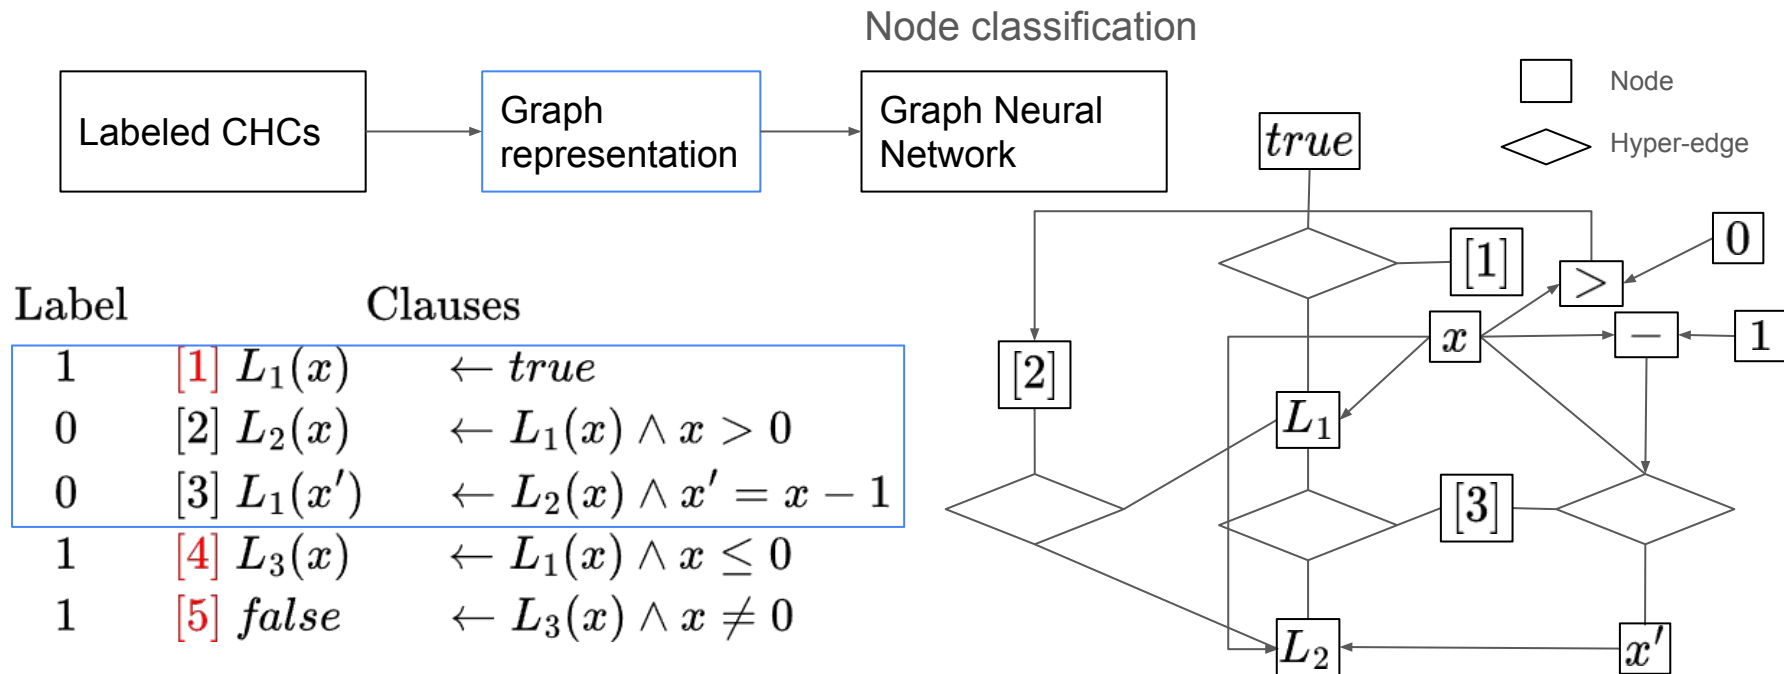 Node classification
Labeled CHCs
Graph
representation
Graph Neural
Network
Node
Hyper-edge
Label Clauses
1 [1] L₁(x) ← true
0 [2] L₂(x) ← L₁(x) ∧ x > 0
0 [3] L₁(x′) ← L₂(x) ∧ x′ = x − 1
1 [4] L₃(x) ← L₁(x) ∧ x ≤ 0
1 [5] false ← L₃(x) ∧ x ≠ 0
true
[1]
0
>
x
−
1
[2]
L₁
[3]
L₂
x′